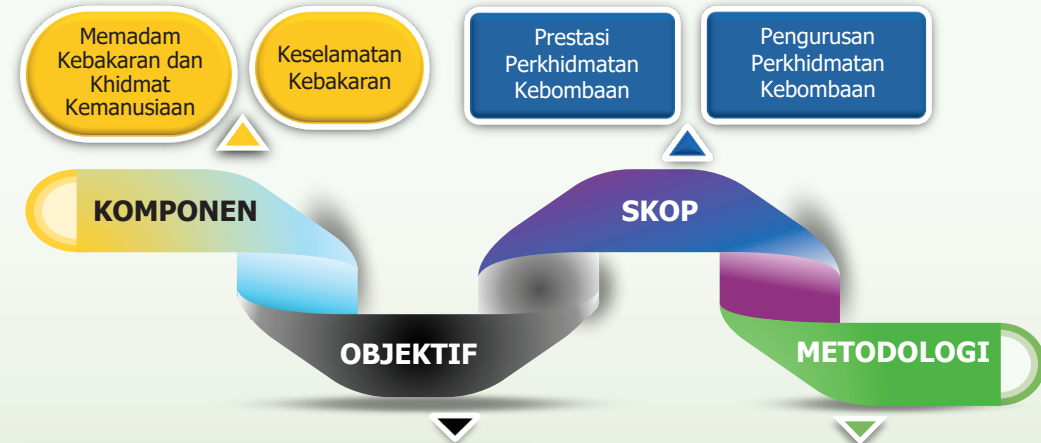 Memadam
Kebakaran dan
Khidmat
Kemanusiaan
Keselamatan
Kebakaran
Prestasi
Perkhidmatan
Kebombaan
Pengurusan
Perkhidmatan
Kebombaan
KOMPONEN
SKOP
OBJEKTIF
METODOLOGI